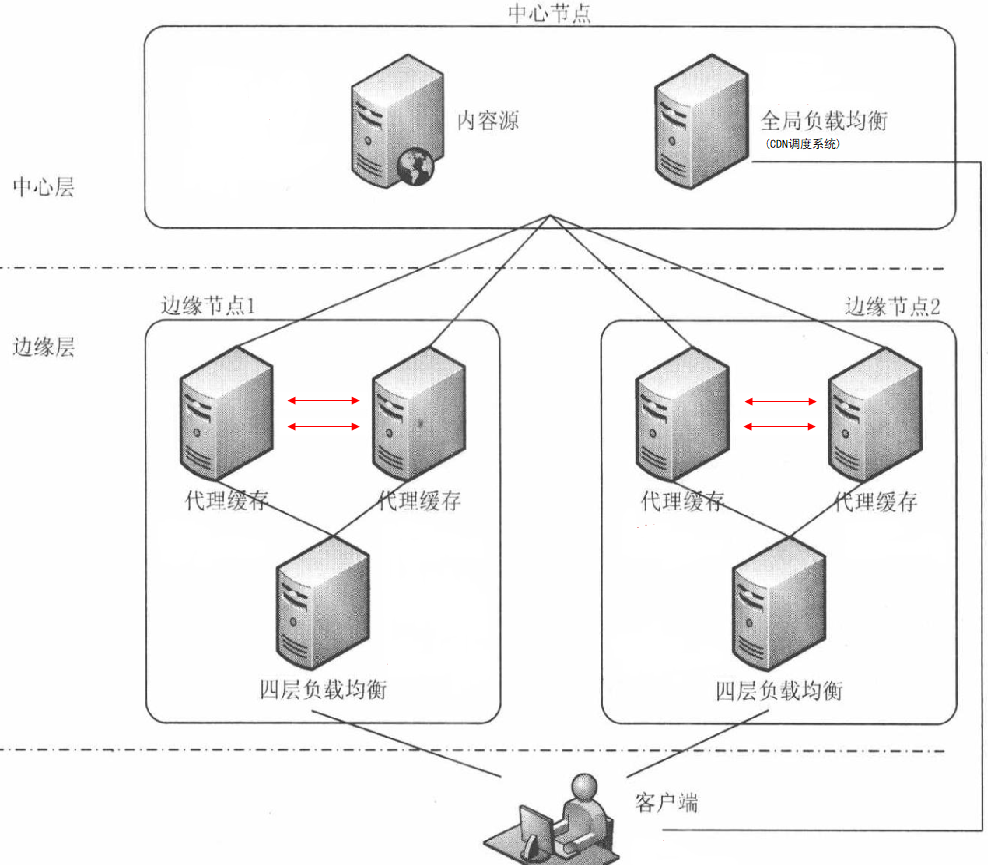 中心节点
内容源
全局负载均衡
(CDN调度系统)
中心层
边缘节点1
边缘节点2
边缘层
代理缓存
代理缓存
代理缓存
代理缓存
四层负载均衡
四层负载均衡
客户端